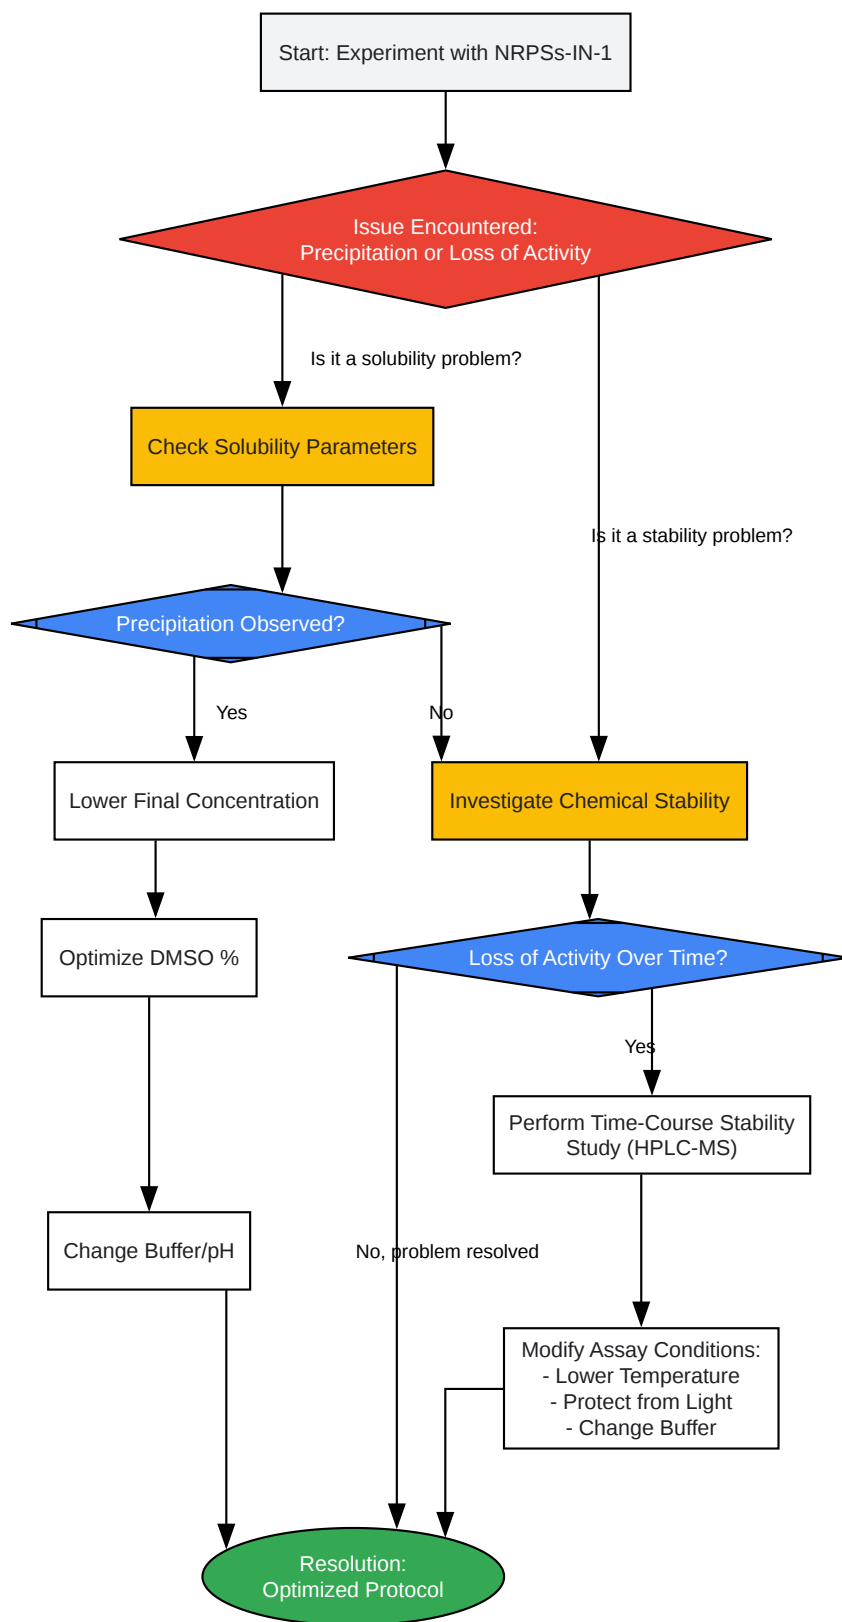 Start: Experiment with NRPSs-IN-1
Issue Encountered:
Precipitation or Loss of Activity
Is it a solubility problem?
Check Solubility Parameters
Is it a stability problem?
Precipitation Observed?
Yes
No
Lower Final Concentration
Investigate Chemical Stability
Optimize DMSO %
Loss of Activity Over Time?
Yes
Perform Time-Course Stability
Study (HPLC-MS)
Change Buffer/pH
No, problem resolved
Modify Assay Conditions:
- Lower Temperature
- Protect from Light
- Change Buffer
Resolution:
Optimized Protocol